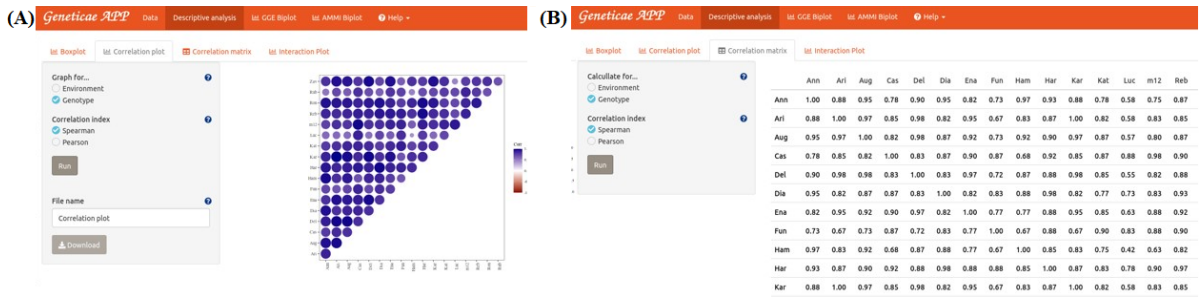 (A)
Geneticae APP Data Descriptive analysis GGE Biplot AMMI Biplot Help
Boxplot Correlation plot Correlation matrix Interaction Plot
Graph for...
Environment
Genotype
Correlation index
Spearman
Pearson
Run
File name
Correlation plot
Download
(B)
Geneticae APP Data Descriptive analysis GGE Biplot AMMI Biplot Help
Boxplot Correlation plot Correlation matrix Interaction Plot
Calcullate for...
Environment
Genotype
Correlation index
Spearman
Pearson
Run
Ann Ari Aug Cas Del Dia Ena Fun Ham Har Kar Kat Luc m12 Reb
Ann 1.00 0.88 0.95 0.78 0.90 0.95 0.82 0.73 0.97 0.93 0.88 0.78 0.58 0.75 0.87
Ari 0.88 1.00 0.97 0.85 0.98 0.82 0.95 0.67 0.83 0.87 1.00 0.82 0.58 0.83 0.85
Aug 0.95 0.97 1.00 0.82 0.98 0.87 0.92 0.73 0.92 0.90 0.97 0.87 0.57 0.80 0.87
Cas 0.78 0.85 0.82 1.00 0.83 0.87 0.90 0.87 0.68 0.92 0.85 0.87 0.88 0.98 0.90
Del 0.90 0.98 0.98 0.83 1.00 0.83 0.97 0.72 0.87 0.88 0.98 0.85 0.55 0.82 0.88
Dia 0.95 0.82 0.87 0.87 0.83 1.00 0.82 0.83 0.88 0.98 0.82 0.77 0.73 0.83 0.93
Ena 0.82 0.95 0.92 0.90 0.97 0.82 1.00 0.77 0.77 0.88 0.95 0.85 0.63 0.88 0.92
Fun 0.73 0.67 0.73 0.87 0.72 0.83 0.77 1.00 0.67 0.88 0.67 0.90 0.83 0.88 0.90
Ham 0.97 0.83 0.92 0.68 0.87 0.88 0.77 0.67 1.00 0.85 0.83 0.75 0.42 0.63 0.82
Har 0.93 0.87 0.90 0.92 0.88 0.98 0.88 0.88 0.85 1.00 0.87 0.83 0.78 0.90 0.97
Kar 0.88 1.00 0.97 0.85 0.98 0.82 0.95 0.67 0.83 0.87 1.00 0.82 0.58 0.83 0.85